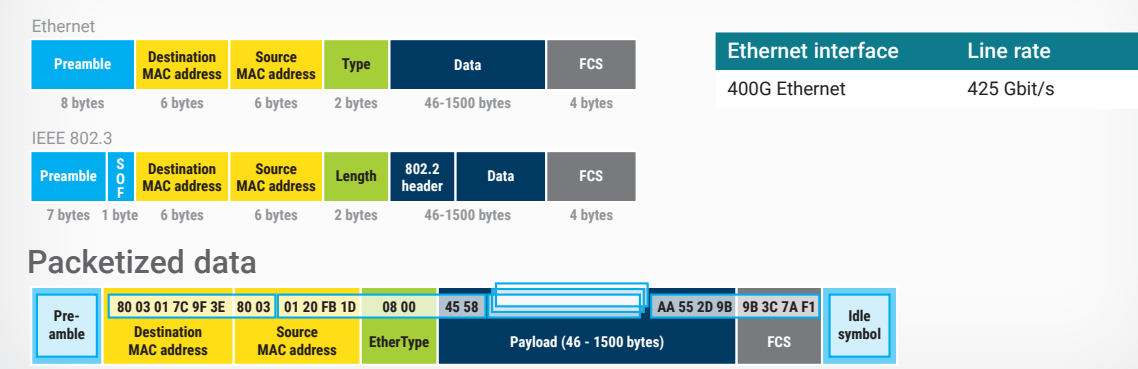 Ethernet
Preamble
Destination
MAC address
Source
MAC address
Type
Data
FCS
8 bytes
6 bytes
6 bytes
2 bytes
46-1500 bytes
4 bytes
Ethernet interface
Line rate
400G Ethernet
425 Gbit/s
IEEE 802.3
Preamble
S
O
F
Destination
MAC address
Source
MAC address
Length
802.2
header
Data
FCS
7 bytes
1 byte
6 bytes
6 bytes
2 bytes
46-1500 bytes
4 bytes
Packetized data
Pre-
amble
80 03 01 7C 9F 3E
80 03
01 20 FB 1D
08 00
45 58
AA 55 2D 9B
9B 3C 7A F1
Destination
MAC address
Source
MAC address
EtherType
Payload (46 - 1500 bytes)
FCS
Idle
symbol